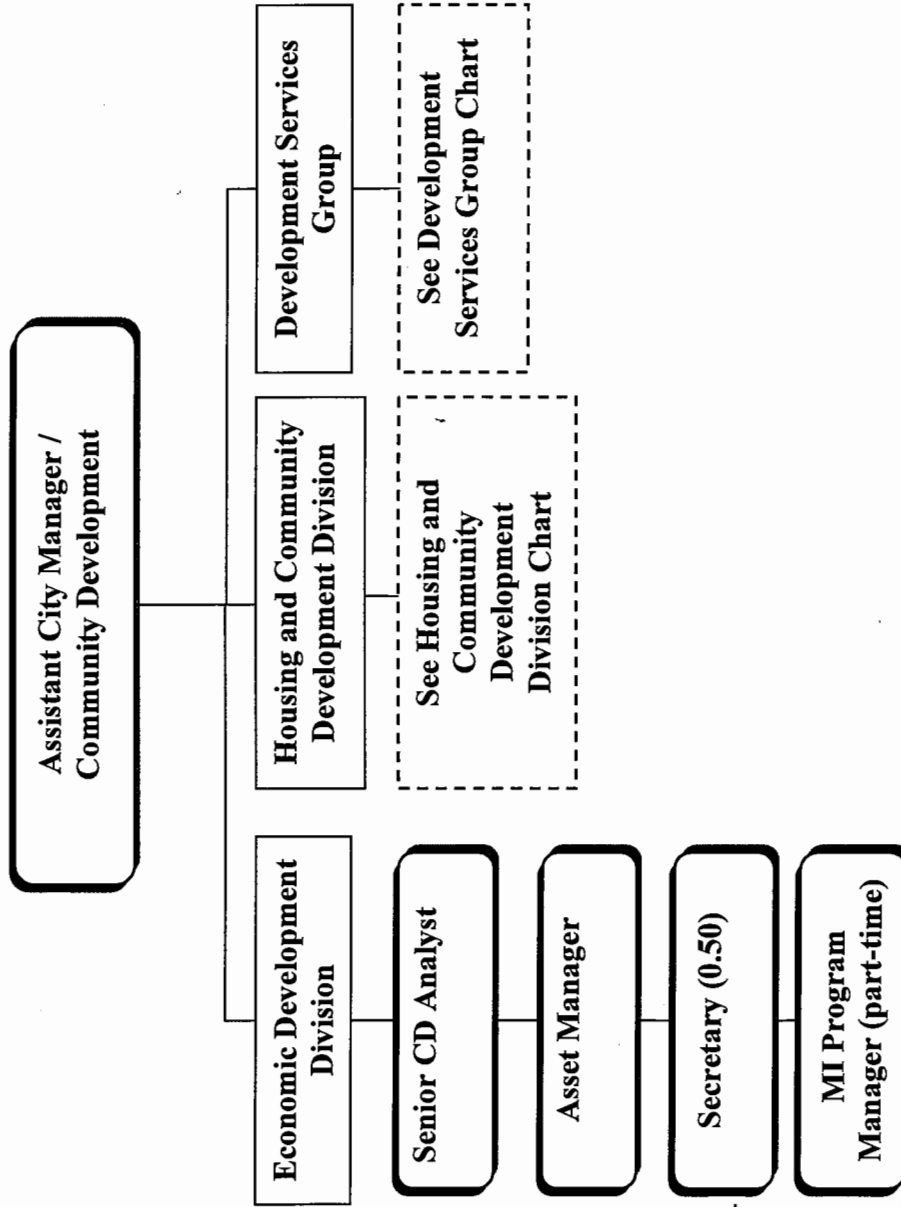 Assistant City Manager /
Community Development
Economic Development
Division
Senior CD Analyst
Asset Manager
Secretary (0.50)
MI Program
Manager (part-time)
Housing and Community
Development Division
See Housing and
Community
Development
Division Chart
Development Services
Group
See Development
Services Group Chart